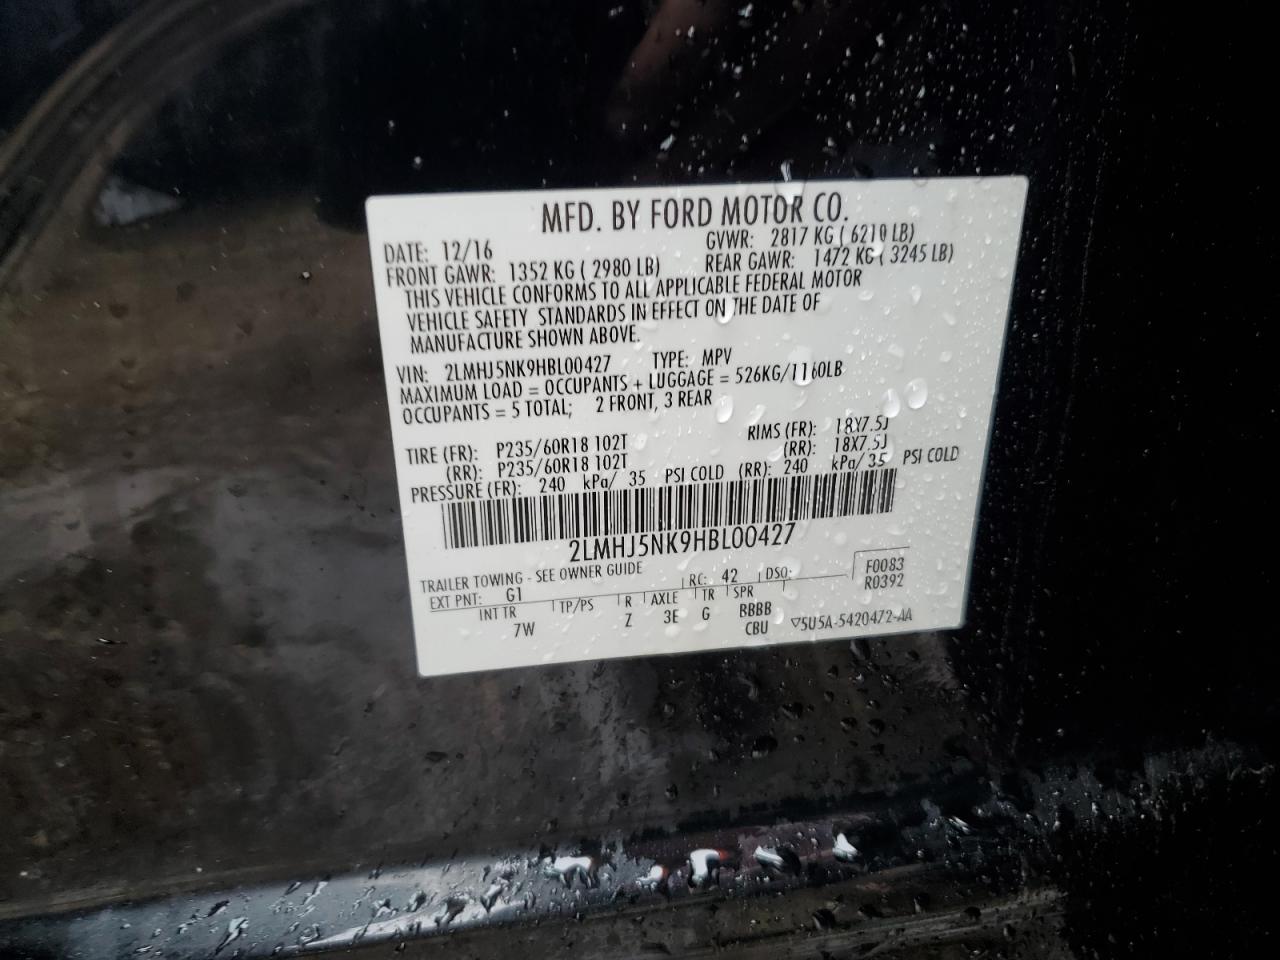 MFD. BY FORD MOTOR CO.
DATE: 12/16 GVWR: 2817 KG ( 6210 LB)
FRONT GAWR: 1352 KG ( 2980 LB) REAR GAWR: 1472 KG ( 3245 LB)
THIS VEHICLE CONFORMS TO ALL APPLICABLE FEDERAL MOTOR
VEHICLE SAFETY STANDARDS IN EFFECT ON THE DATE OF
MANUFACTURE SHOWN ABOVE.
VIN: 2LMHJ5NK9HBL00427 TYPE: MPV
MAXIMUM LOAD = OCCUPANTS + LUGGAGE = 526KG/1160LB
OCCUPANTS = 5 TOTAL; 2 FRONT, 3 REAR
TIRE (FR): P235/60R18 102T RIMS (FR): 18X7.5J
(RR): P235/60R18 102T (RR): 18X7.5J
PRESSURE (FR): 240 kPa/ 35 PSI COLD (RR): 240 kPa/ 35 PSI COLD
2LMHJ5NK9HBL00427
TRAILER TOWING - SEE OWNER GUIDE
EXT PNT: G1 RC: 42 DSO: F0083
R0392
INT TR TP/PS R AXLE TR SPR
7W Z 3E G BBBB
CBU ▽5U5A-5420472-AA